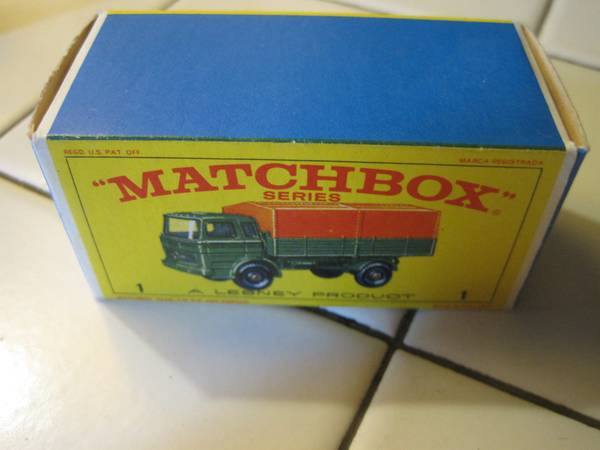 REGD. U.S. PAT. OFF.
MARCA REGISTRADA
"MATCHBOX"
SERIES
1
A LESNEY PRODUCT
1